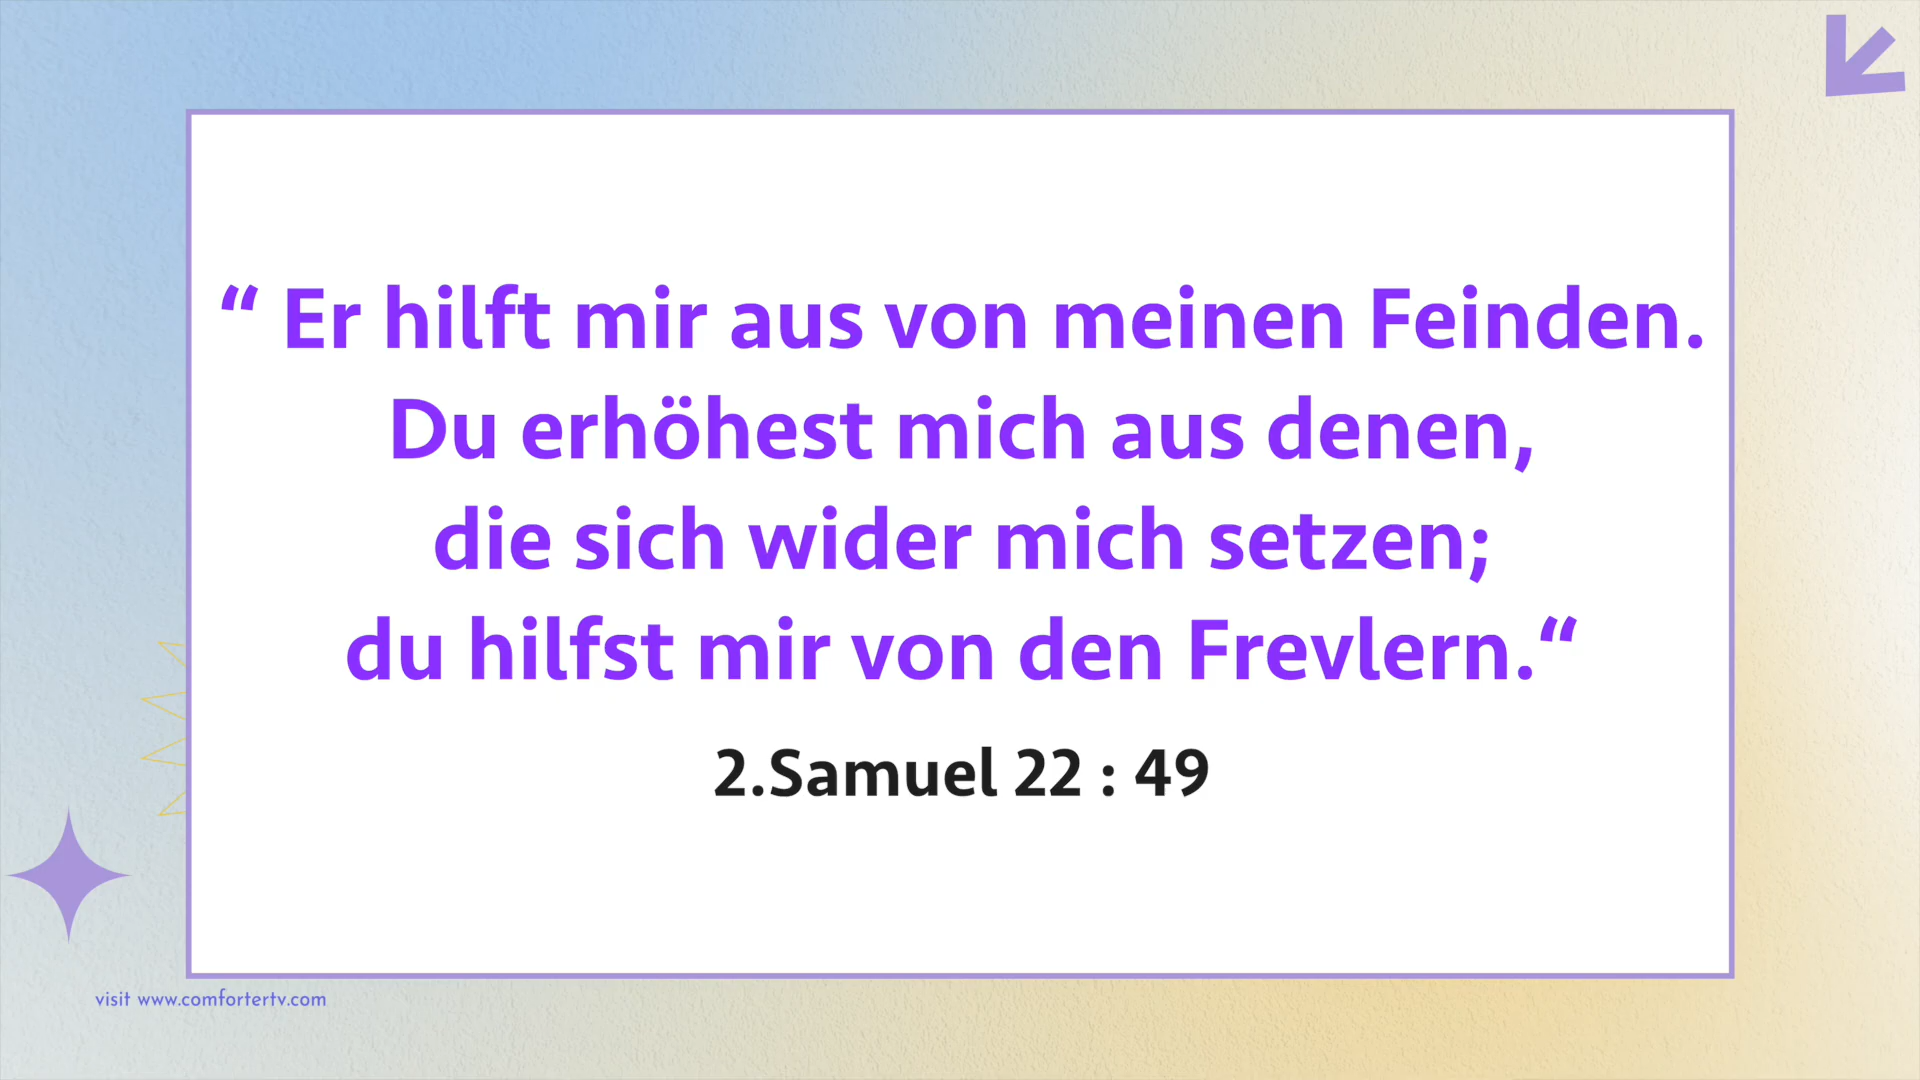 “ Er hilft mir aus von meinen Feinden.
Du erhöhest mich aus denen,
die sich wider mich setzen;
du hilfst mir von den Frevlern.“
2.Samuel 22 : 49
visit www.comfortertv.com